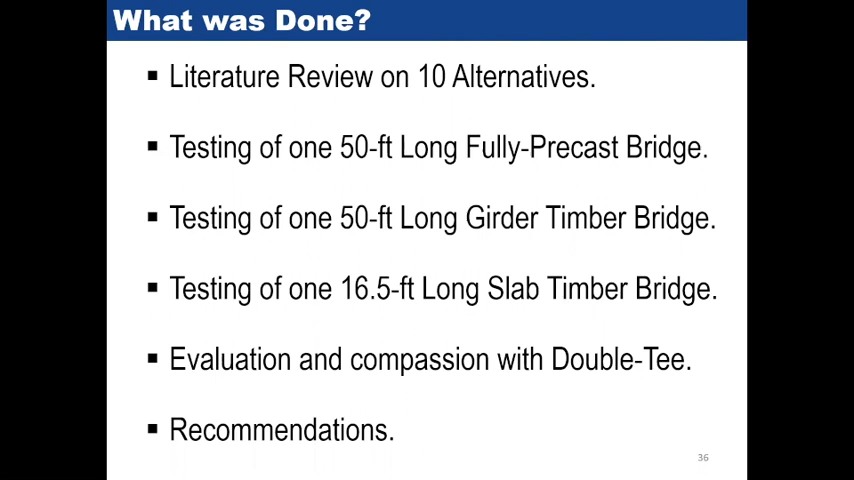 What was Done?
▪ Literature Review on 10 Alternatives.
▪ Testing of one 50-ft Long Fully-Precast Bridge.
▪ Testing of one 50-ft Long Girder Timber Bridge.
▪ Testing of one 16.5-ft Long Slab Timber Bridge.
▪ Evaluation and compassion with Double-Tee.
▪ Recommendations.
36